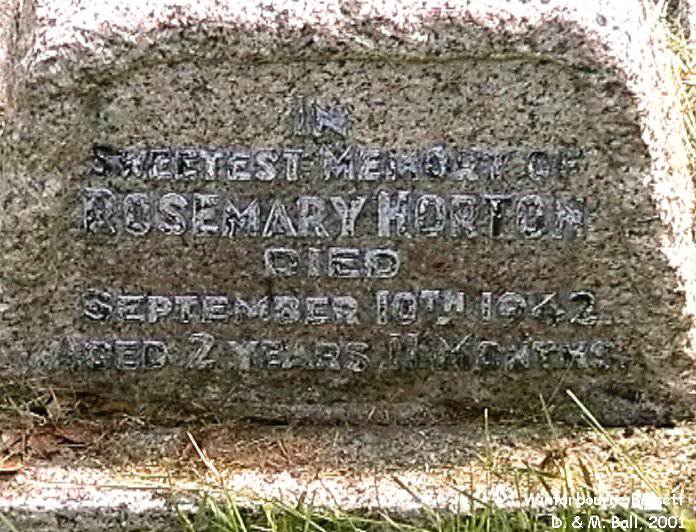 IN
SWEETEST MEMORY OF
ROSEMARY HORTON
DIED
SEPTEMBER 10TH 1942
AGED 2 YEARS 11 MONTHS.
Winterbourne Bassett
D. & M. Ball, 2001